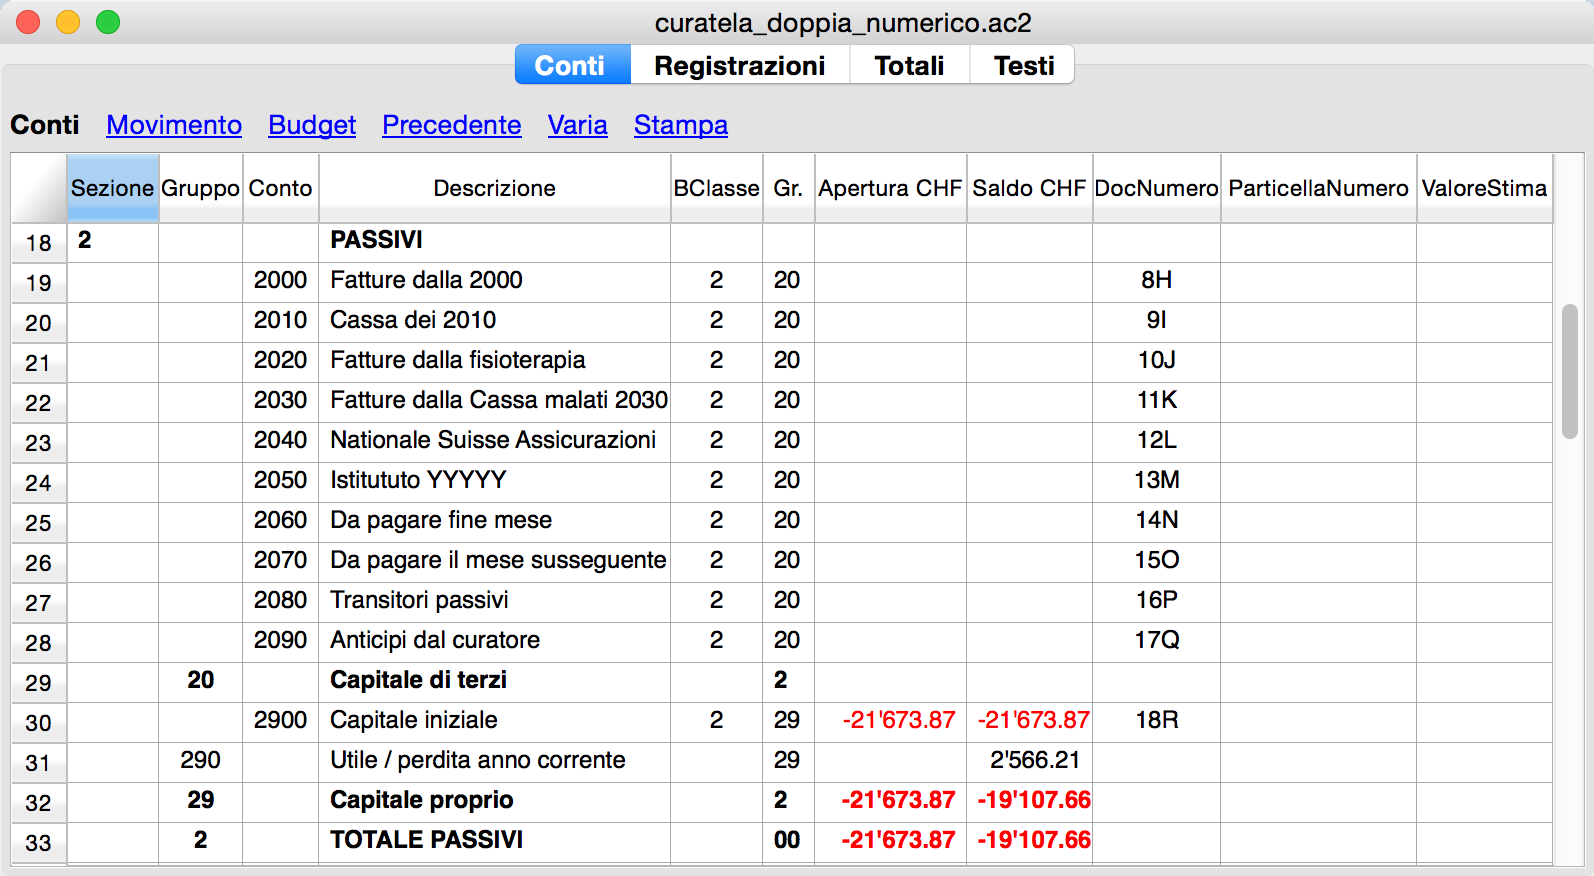 curatela_doppia_numerico.ac2
Conti Registrazioni Totali Testi
Conti Movimento Budget Precedente Varia Stampa
Sezione Gruppo Conto Descrizione BClasse Gr. Apertura CHF Saldo CHF DocNumero ParticellaNumero ValoreStima
18 2 PASSIVI
19 2000 Fatture dalla 2000 2 20 8H
20 2010 Cassa dei 2010 2 20 9I
21 2020 Fatture dalla fisioterapia 2 20 10J
22 2030 Fatture dalla Cassa malati 2030 2 20 11K
23 2040 Nationale Suisse Assicurazioni 2 20 12L
24 2050 Istitututo YYYYY 2 20 13M
25 2060 Da pagare fine mese 2 20 14N
26 2070 Da pagare il mese susseguente 2 20 15O
27 2080 Transitori passivi 2 20 16P
28 2090 Anticipi dal curatore 2 20 17Q
29 20 Capitale di terzi 2
30 2900 Capitale iniziale 2 29 -21'673.87 -21'673.87 18R
31 290 Utile / perdita anno corrente 29 2'566.21
32 29 Capitale proprio 2 -21'673.87 -19'107.66
33 2 TOTALE PASSIVI 00 -21'673.87 -19'107.66